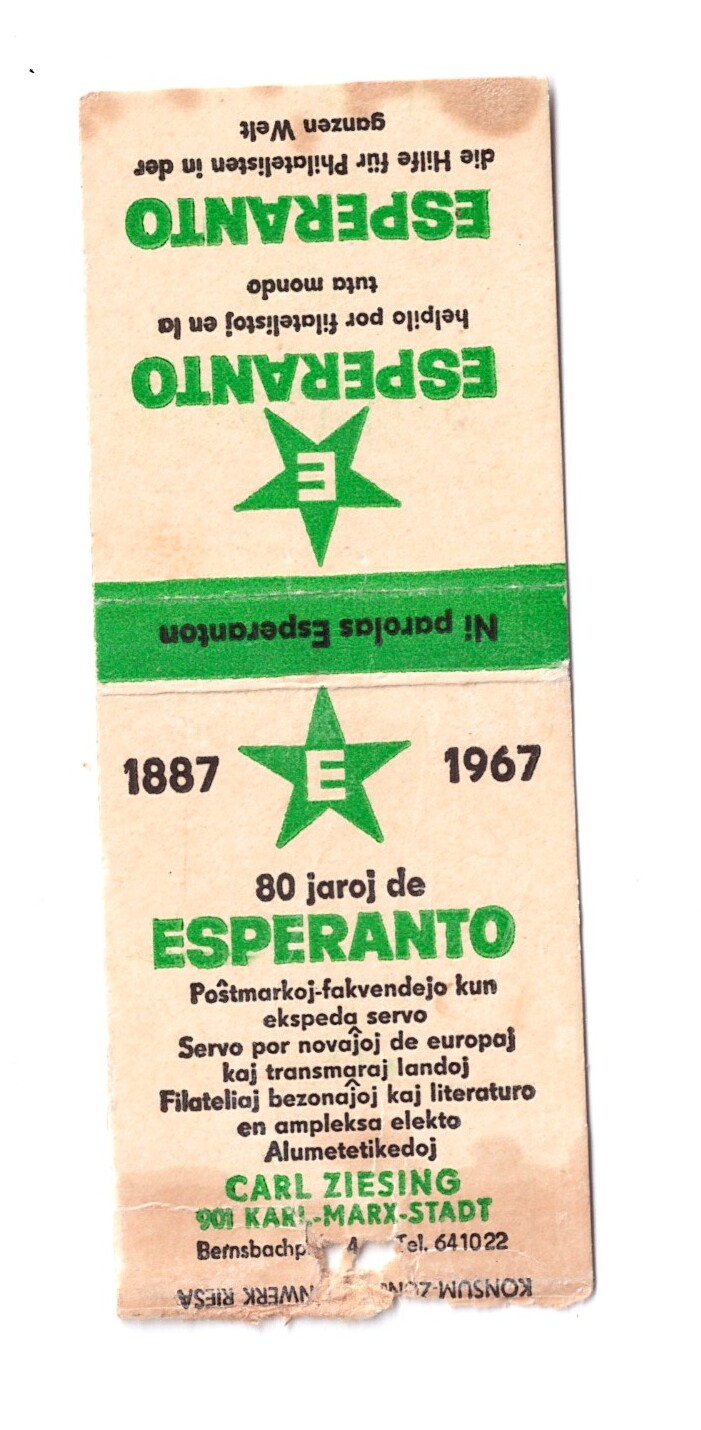 ESPERANTO
helpilo por filatelistoj en la
tuta mondo
ESPERANTO
die Hilfe für Philatelisten in der
ganzen Welt
E
Ni parolas Esperanton
1887 E 1967
80 jaroj de
ESPERANTO
Poŝtmarkoj-fakvendejo kun
ekspeda servo
Servo por novaĵoj de europaj
kaj transmaraj landoj
Filateliaj bezonaĵoj kaj literaturo
en ampleksa elekto
Alumetetikedoj
CARL ZIESING
901 KARL-MARX-STADT
Tel. 641022
KONSUM RIESA